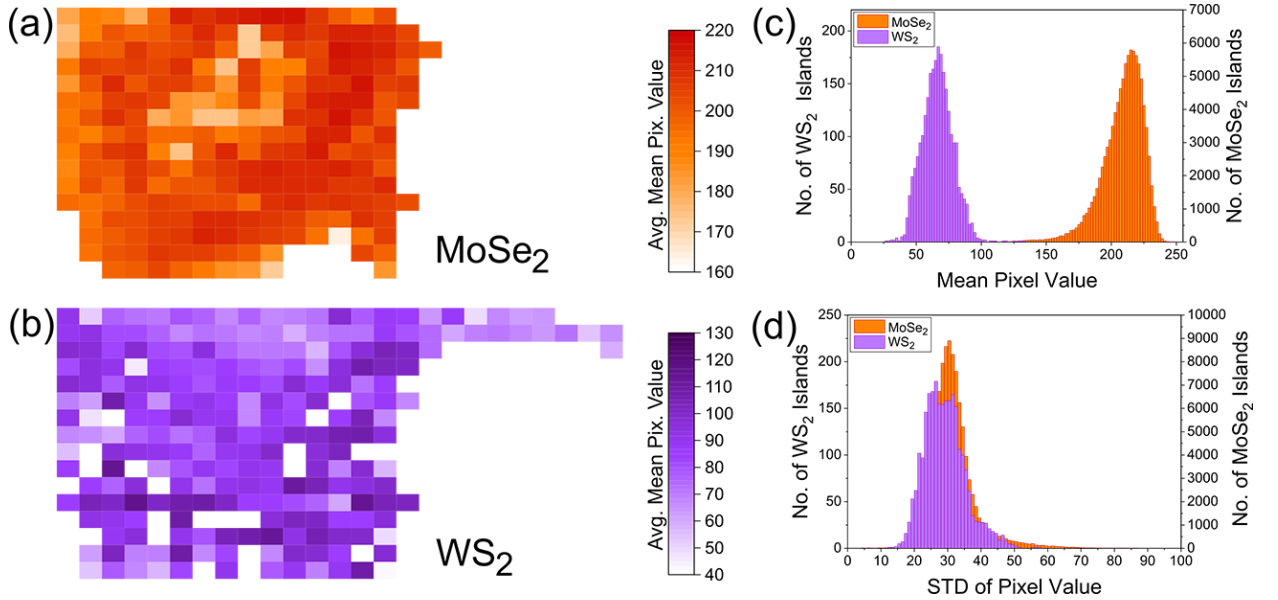 (a)
MoSe2
Avg. Mean Pix. Value
220
210
200
190
180
170
160
(b)
WS2
Avg. Mean Pix. Value
130
120
110
100
90
80
70
60
50
40
(c)
MoSe2
WS2
No. of WS2 Islands
200
150
100
50
0
No. of MoSe2 Islands
7000
6000
5000
4000
3000
2000
1000
0
0 50 100 150 200 250
Mean Pixel Value
(d)
MoSe2
WS2
No. of WS2 Islands
250
200
150
100
50
0
No. of MoSe2 Islands
10000
9000
8000
7000
6000
5000
4000
3000
2000
1000
0
0 10 20 30 40 50 60 70 80 90 100
STD of Pixel Value